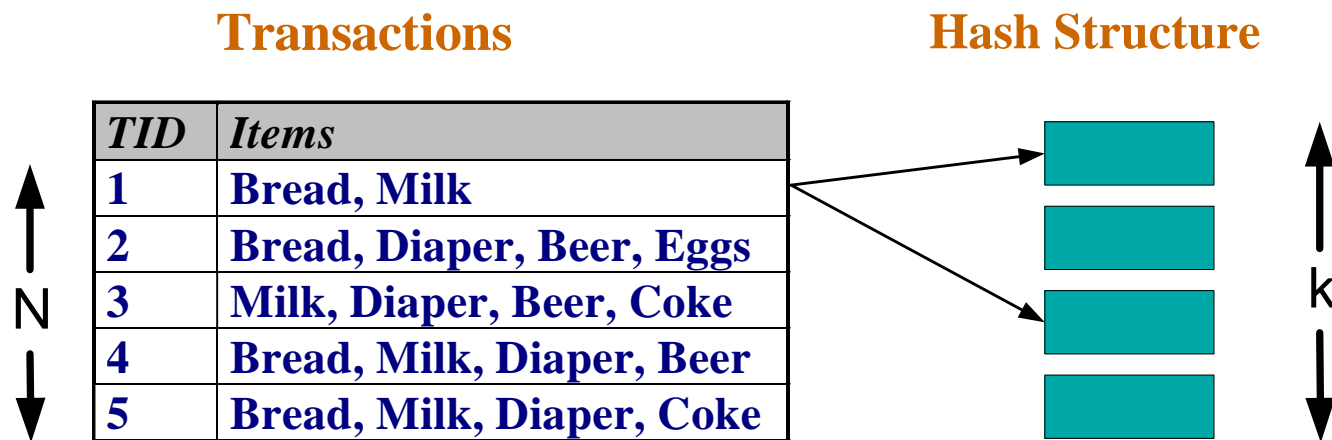 Transactions
Hash Structure
TID Items
1 Bread, Milk
2 Bread, Diaper, Beer, Eggs
3 Milk, Diaper, Beer, Coke
4 Bread, Milk, Diaper, Beer
5 Bread, Milk, Diaper, Coke
N
k